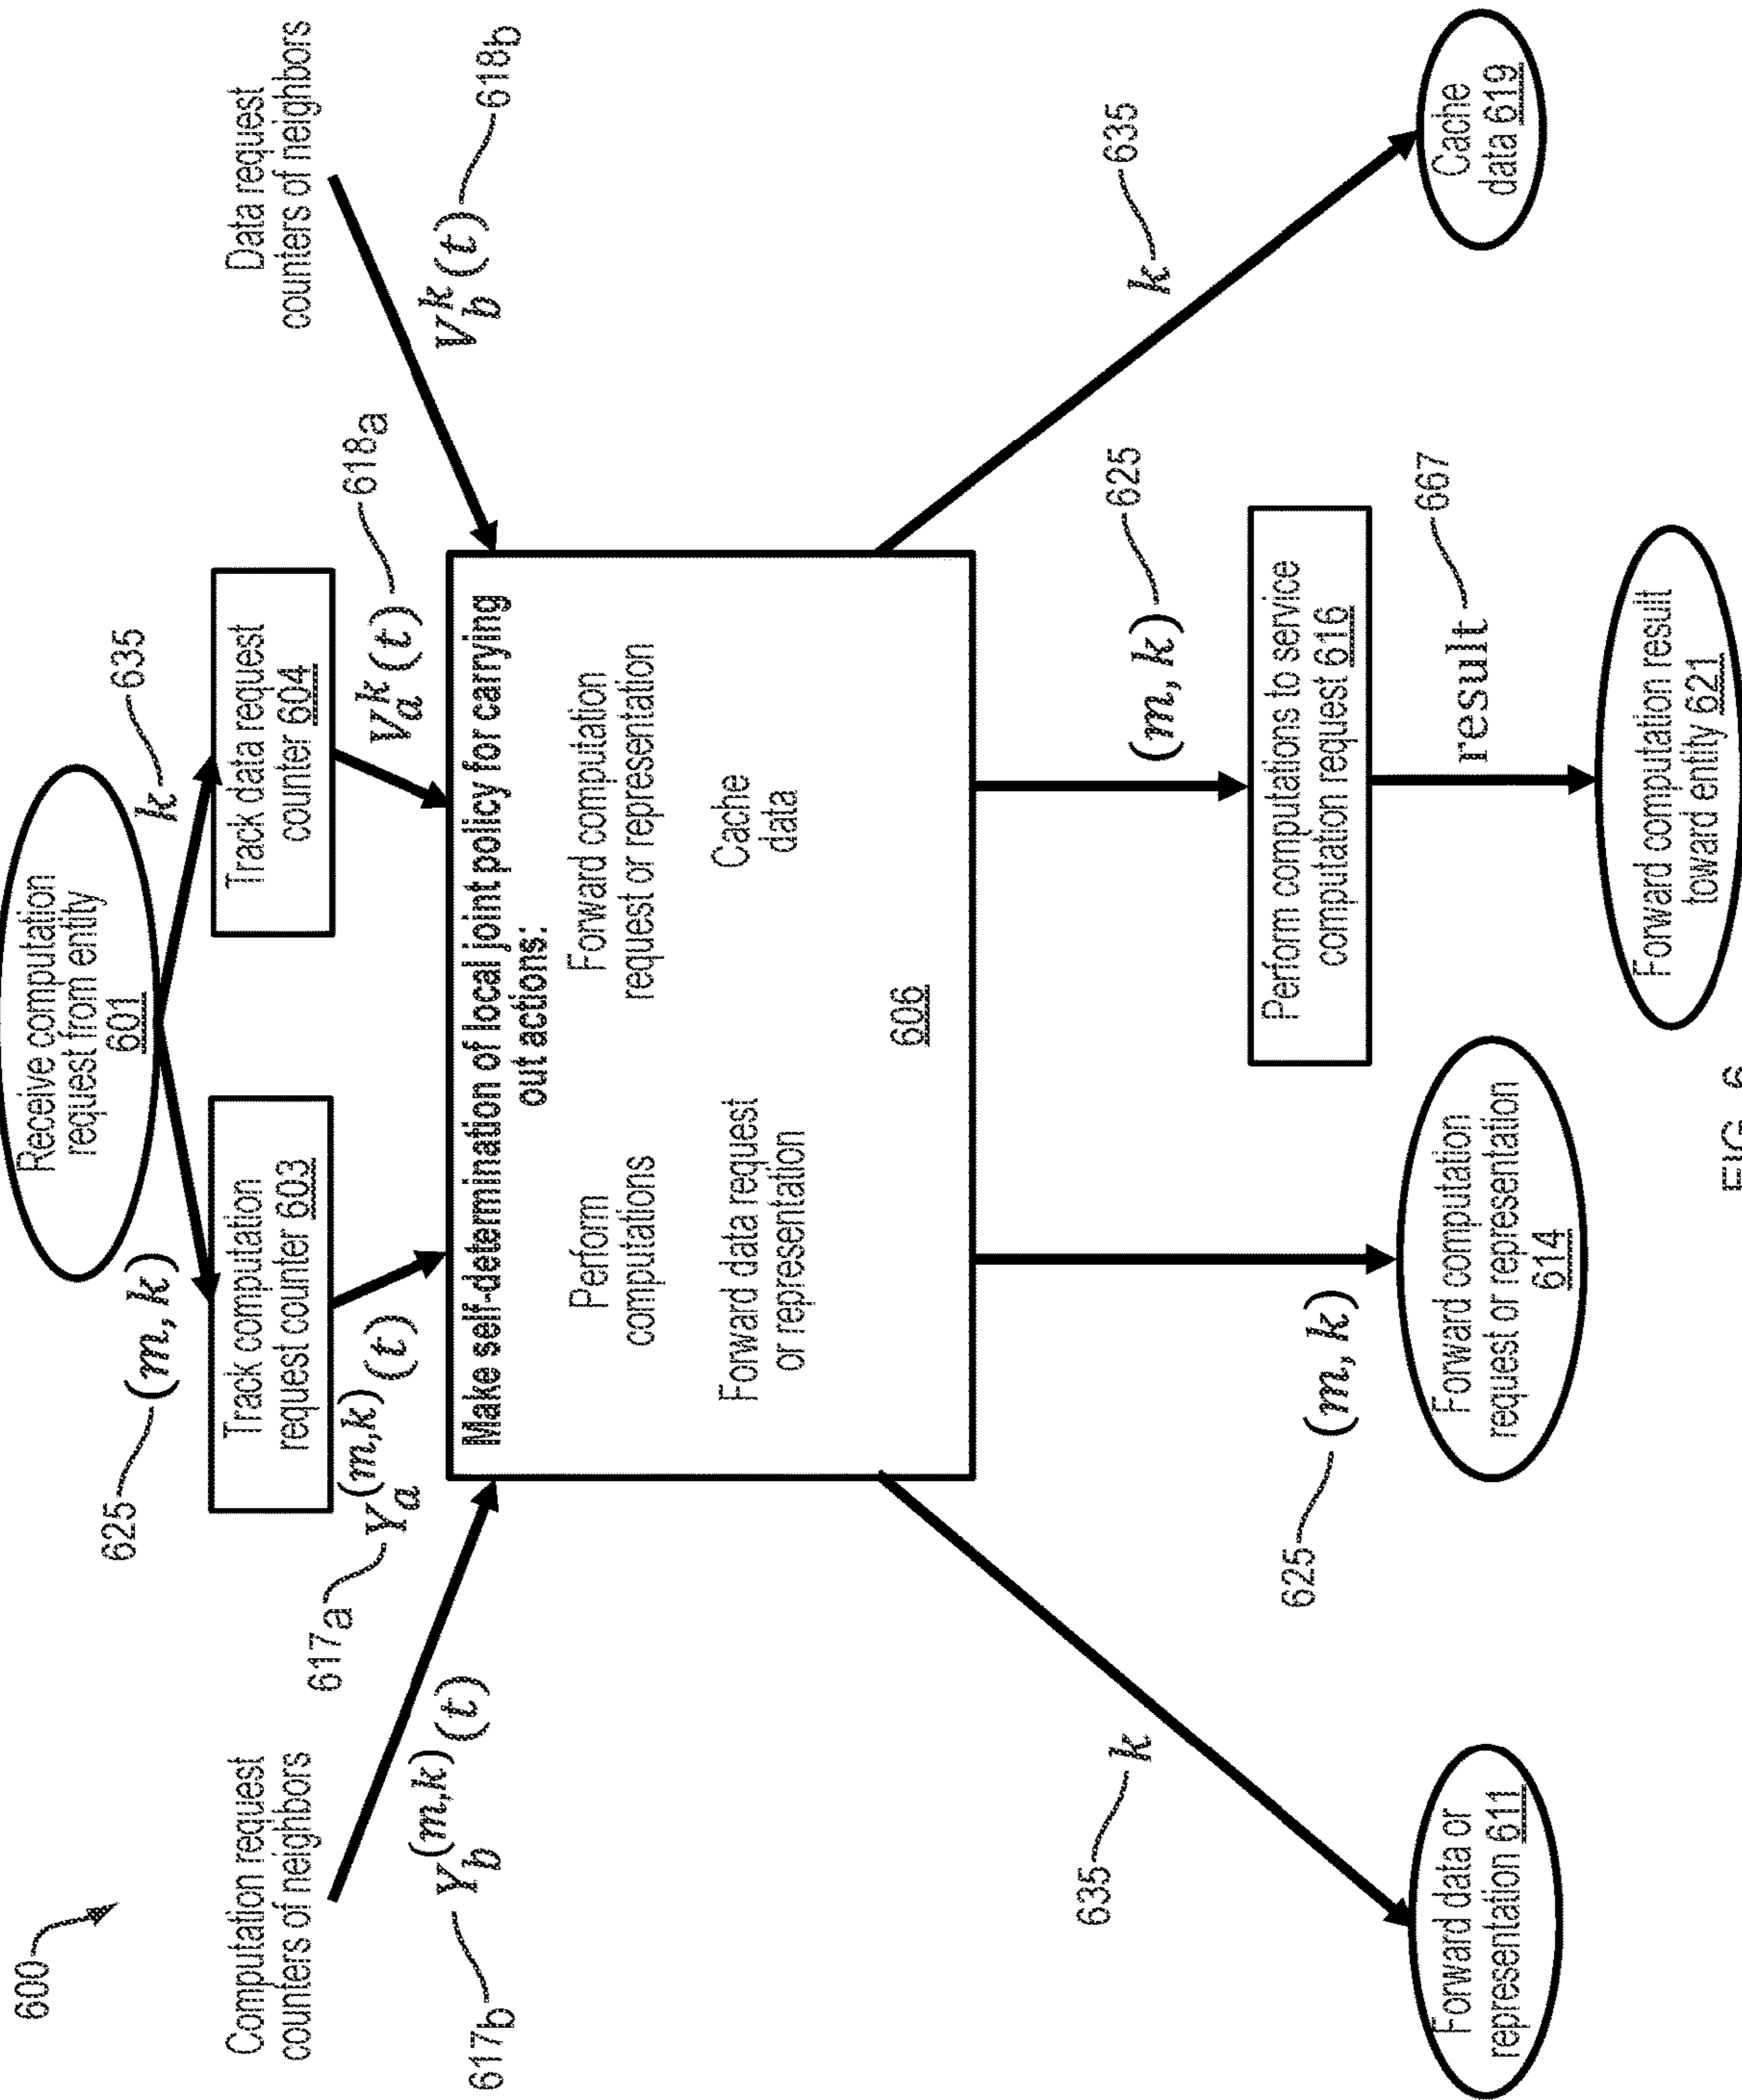 600
Receive computation
request from entity
601
625
(m, k)
k
635
Computation request
counters of neighbors
Track computation
request counter 603
Track data request
counter 604
Data request
counters of neighbors
617b
Y_b^(m,k)(t)
617a
Y_a^(m,k)(t)
V_a^k(t)
618a
V_b^k(t)
618b
Make self-determination of local joint policy for carrying
out actions:
Perform
computations
Forward computation
request or representation
Forward data request
or representation
Cache
data
606
635
k
625
(m, k)
(m, k)
625
k
635
Forward data or
representation 611
Forward computation
request or representation
614
Perform computations to service
computation request 616
result
667
Forward computation result
toward entity 621
Cache
data 619
FIG. 6